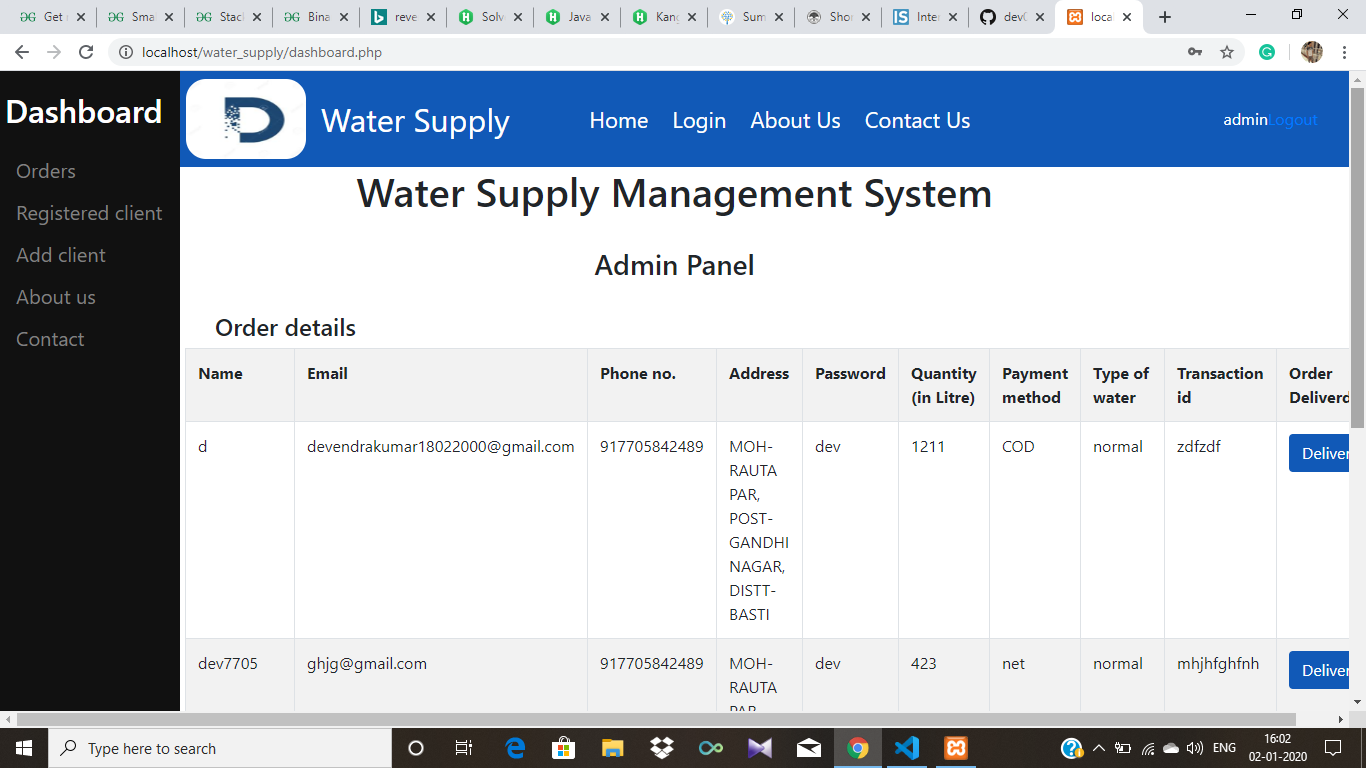 Get
Sma
Stac
Bina
reve
Solv
Java
Kang
Sum
Shor
Inter
dev
loca
localhost/water_supply/dashboard.php
Dashboard
Orders
Registered client
Add client
About us
Contact
D
Water Supply
Home
Login
About Us
Contact Us
adminLogout
Water Supply Management System
Admin Panel
Order details
Name
Email
Phone no.
Address
Password
Quantity
(in Litre)
Payment
method
Type of
water
Transaction
id
Order
Deliverd
d
devendrakumar18022000@gmail.com
917705842489
MOH-
RAUTA
PAR,
POST-
GANDHI
NAGAR,
DISTT-
BASTI
dev
1211
COD
normal
zdfzdf
Deliver
dev7705
ghjg@gmail.com
917705842489
MOH-
RAUTA
PAR
dev
423
net
normal
mhjhfghfnh
Deliver
Type here to search
ENG
16:02
02-01-2020